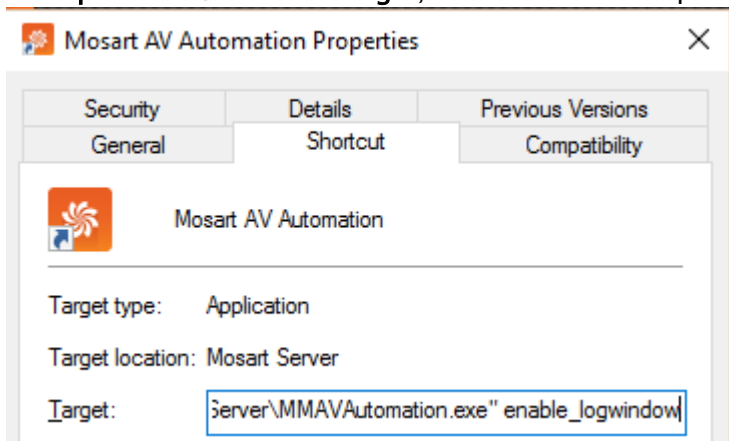 Mosart AV Automation Properties
Security Details Previous Versions
General Shortcut Compatibility
Mosart AV Automation
Target type: Application
Target location: Mosart Server
Target: Server\MMAVAutomation.exe" enable_logwindow